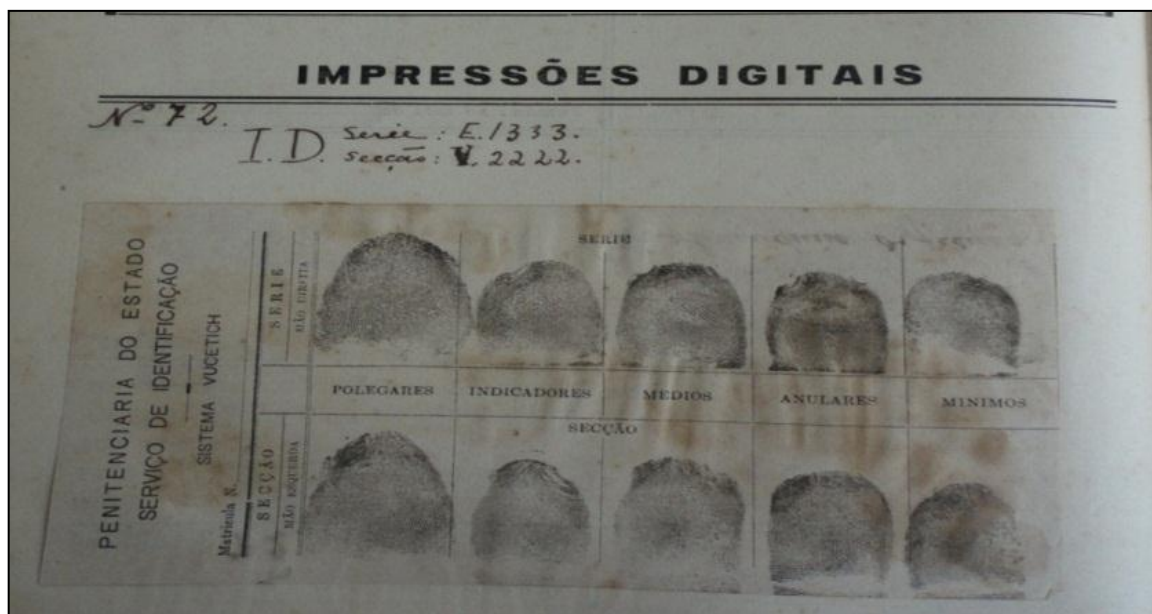 IMPRESSÕES DIGITAIS
Nº 72.
I.D. Serie: E.1333.
Secção: V.2222.
PENITENCIARIA DO ESTADO
SERVIÇO DE IDENTIFICAÇÃO
SISTEMA VUCETICH
Matricula N.
SERIE
MÃO DIREITA
SERIE
POLEGARES INDICADORES MEDIOS ANULARES MINIMOS
SECÇÃO
MÃO ESQUERDA
SECÇÃO